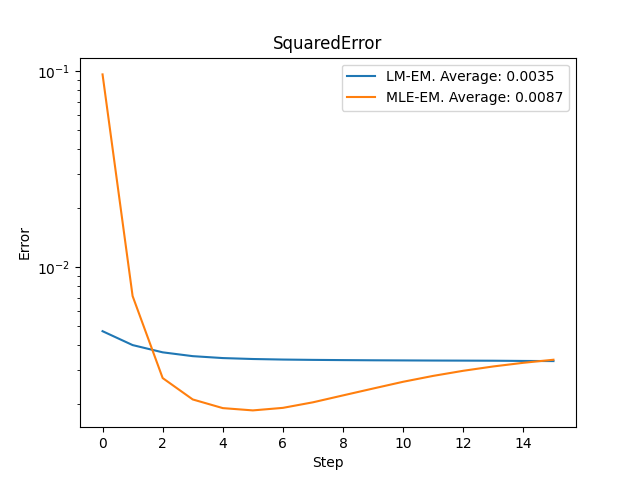 SquaredError
LM-EM. Average: 0.0035
MLE-EM. Average: 0.0087
10⁻¹
10⁻²
Error
0 2 4 6 8 10 12 14
Step